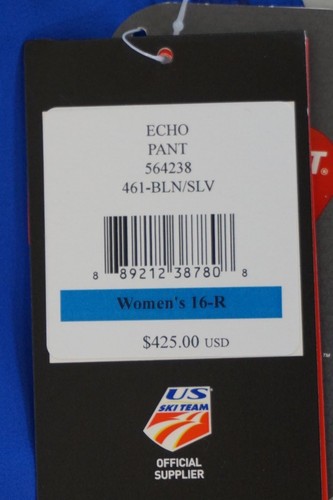 ECHO
PANT
564238
461-BLN/SLV
8 89212 38780 8
Women's 16-R
$425.00 USD
US
SKI TEAM
OFFICIAL
SUPPLIER
T.
TM